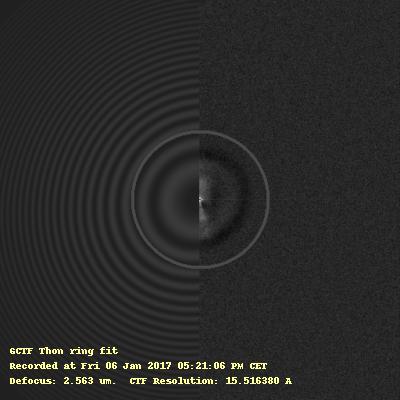 GCTF Thon ring fit
Recorded at Fri 06 Jan 2017 05:21:06 PM CET
Defocus: 2.563 um.  CTF Resolution: 15.516380 A